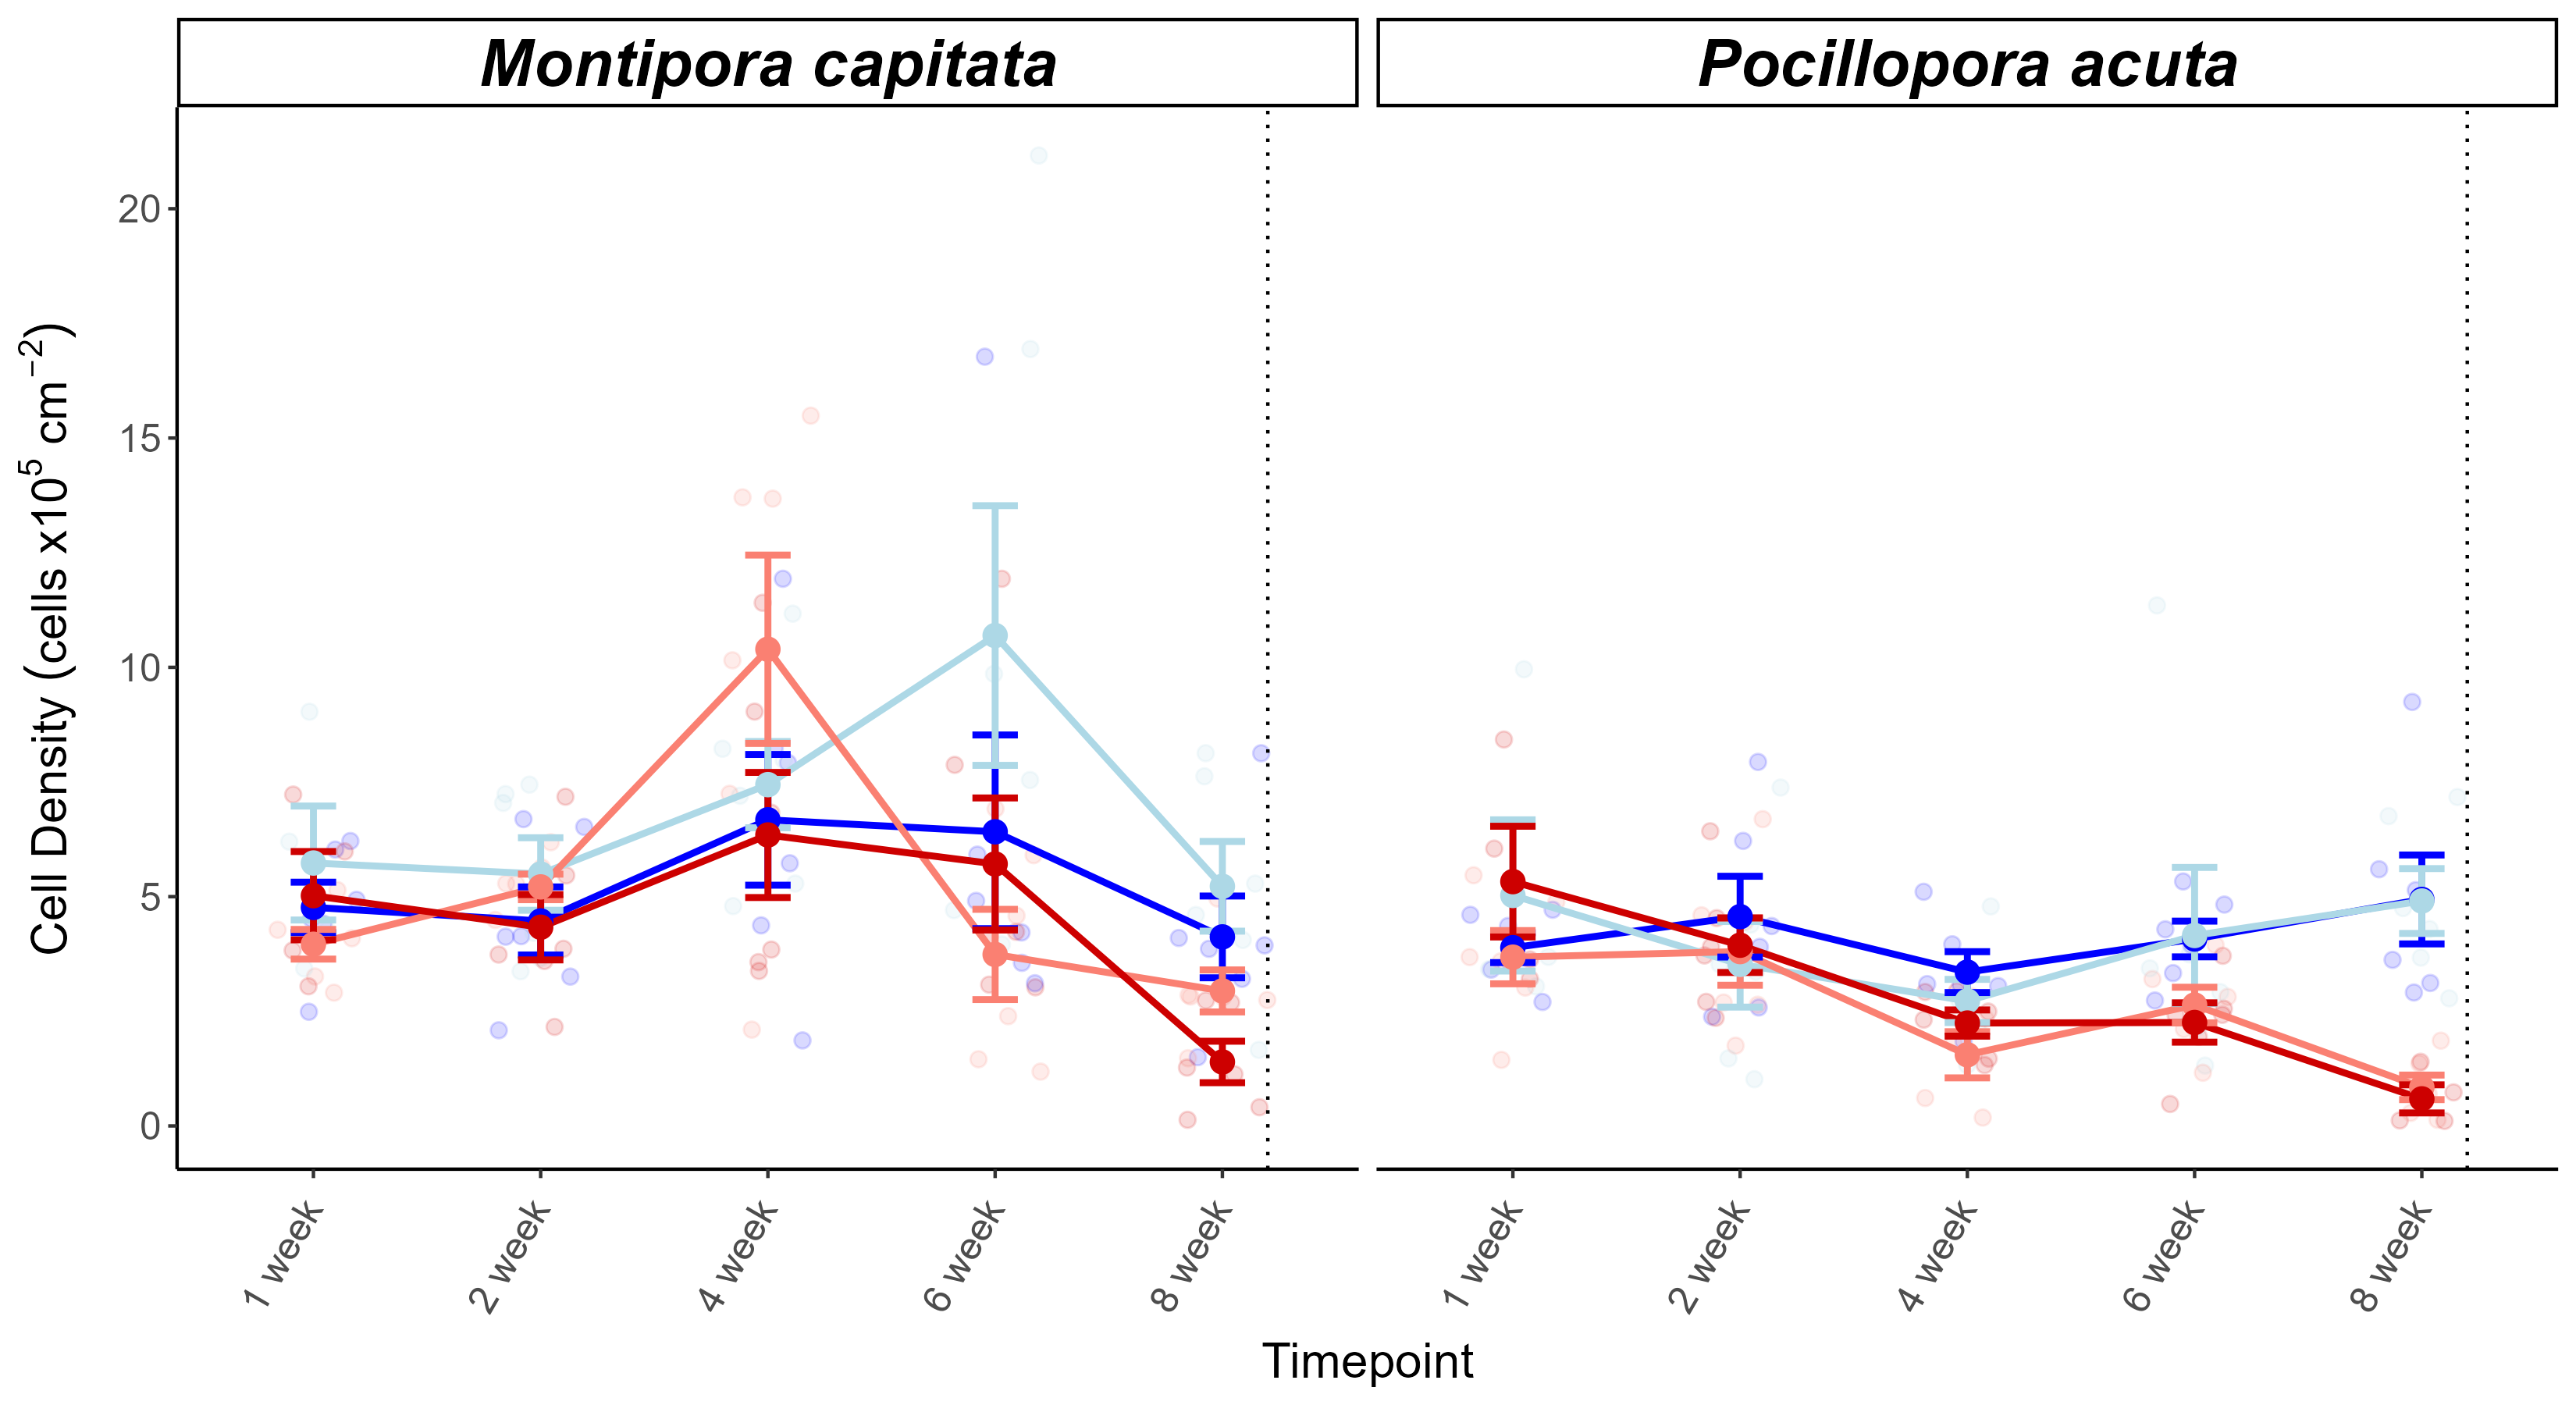 Montipora capitata
Pocillopora acuta
Cell Density (cells x10⁵ cm⁻²)
20
15
10
5
0
1 week
2 week
4 week
6 week
8 week
1 week
2 week
4 week
6 week
8 week
Timepoint